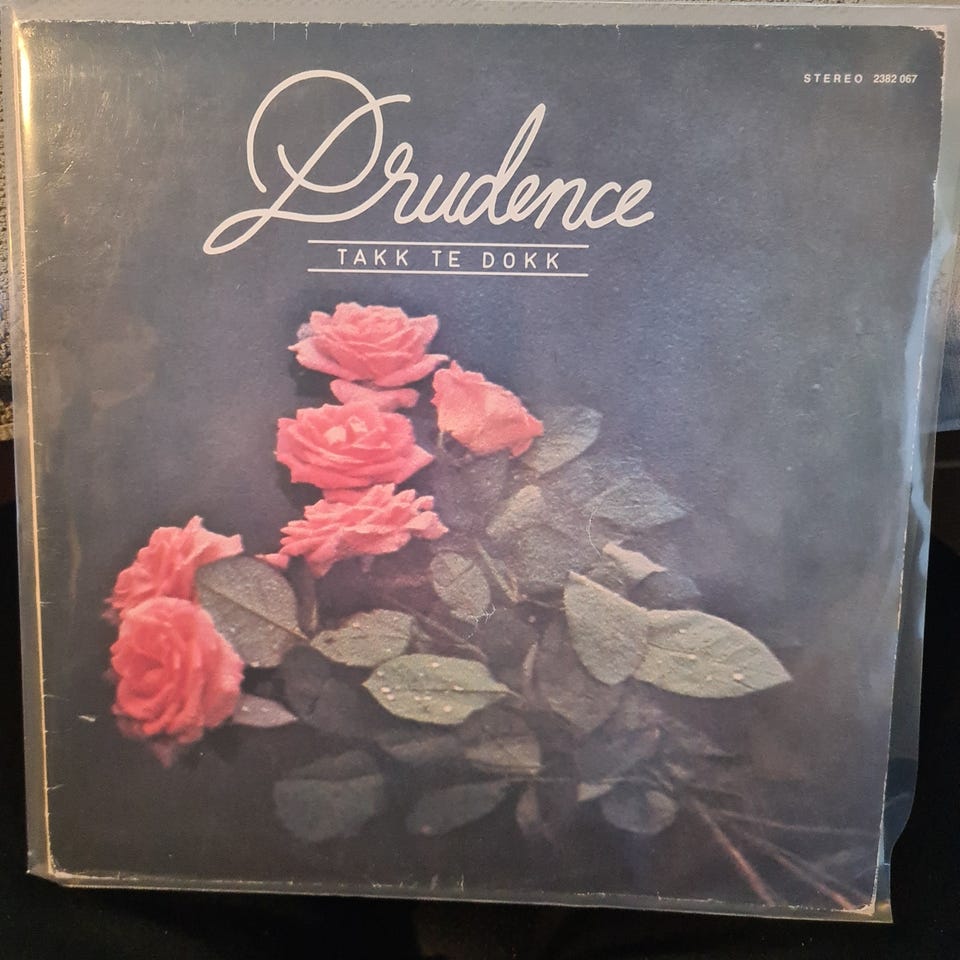 STEREO 2382 067
Prudence
TAKK TE DOKK